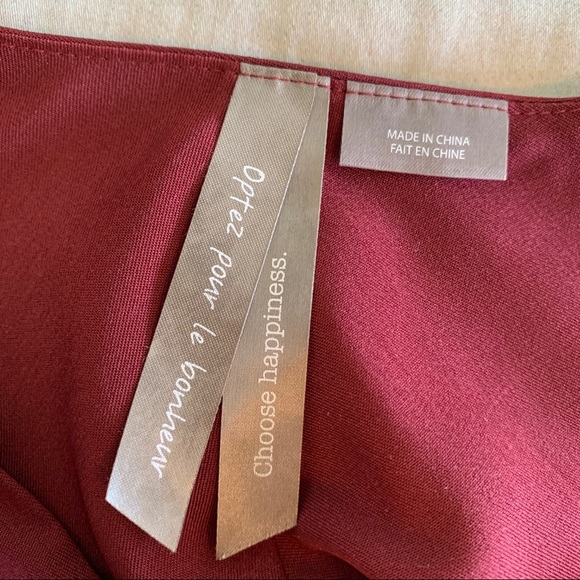 Optez pour le bonheur
Choose happiness.
MADE IN CHINA
FAIT EN CHINE